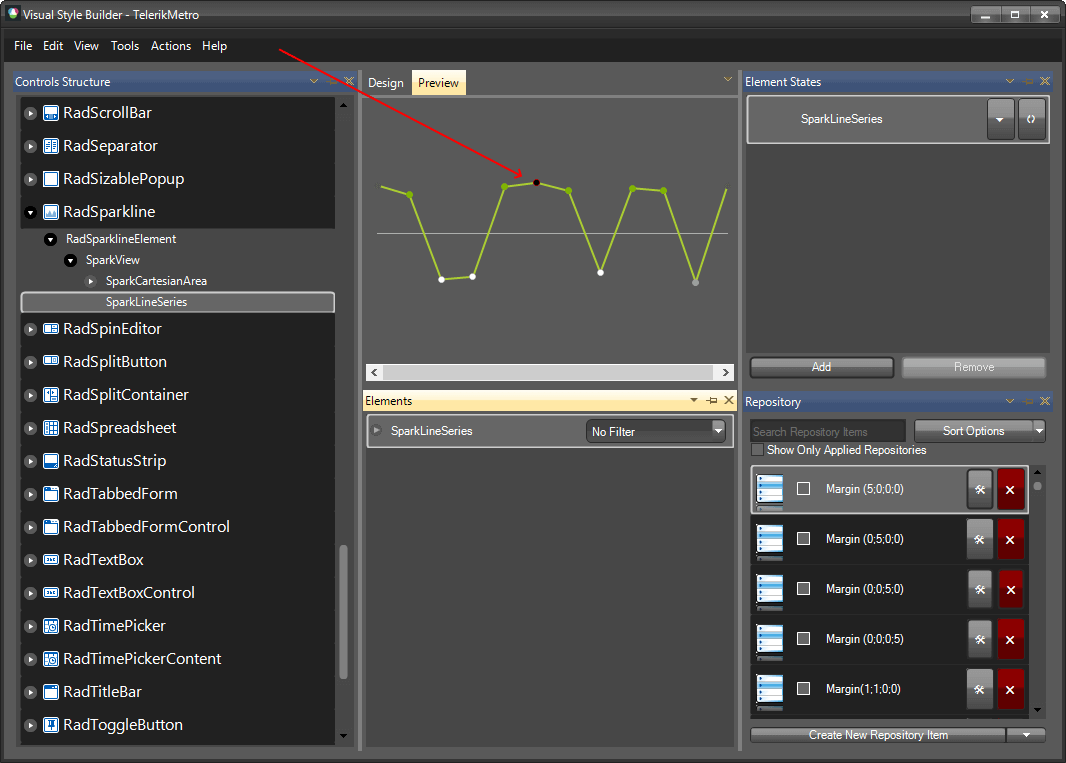 Visual Style Builder - TelerikMetro
File Edit View Tools Actions Help
Controls Structure
RadScrollBar
RadSeparator
RadSizablePopup
RadSparkline
RadSparklineElement
SparkView
SparkCartesianArea
SparkLineSeries
RadSpinEditor
RadSplitButton
RadSplitContainer
RadSpreadsheet
RadStatusStrip
RadTabbedForm
RadTabbedFormControl
RadTextBox
RadTextBoxControl
RadTimePicker
RadTimePickerContent
RadTitleBar
RadToggleButton
Design Preview
Elements
SparkLineSeries No Filter
Element States
SparkLineSeries
Add Remove
Repository
Search Repository Items Sort Options
Show Only Applied Repositories
Margin (5;0;0;0)
Margin (0;5;0;0)
Margin (0;0;5;0)
Margin (0;0;0;5)
Margin(1;1;0;0)
Create New Repository Item